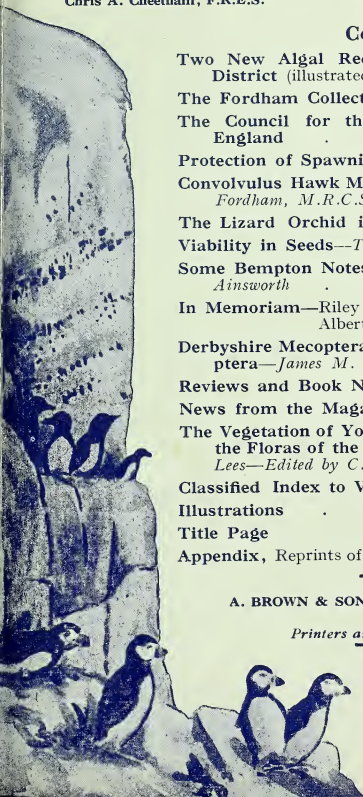 Chris A. Cheetham, F.R.E.S.
Co
Two New Algal Rec
District (illustrated
The Fordham Collect
The Council for th
England .
Protection of Spawni
Convolvulus Hawk M
Fordham, M.R.C.S
The Lizard Orchid i
Viability in Seeds—T
Some Bempton Notes
Ainsworth .
In Memoriam—Riley
Albert
Derbyshire Mecoptera
ptera—James M.
Reviews and Book N
News from the Maga
The Vegetation of Yo
the Floras of the
Lees—Edited by C.
Classified Index to V
Illustrations .
Title Page
Appendix, Reprints of
A. BROWN & SON
Printers a